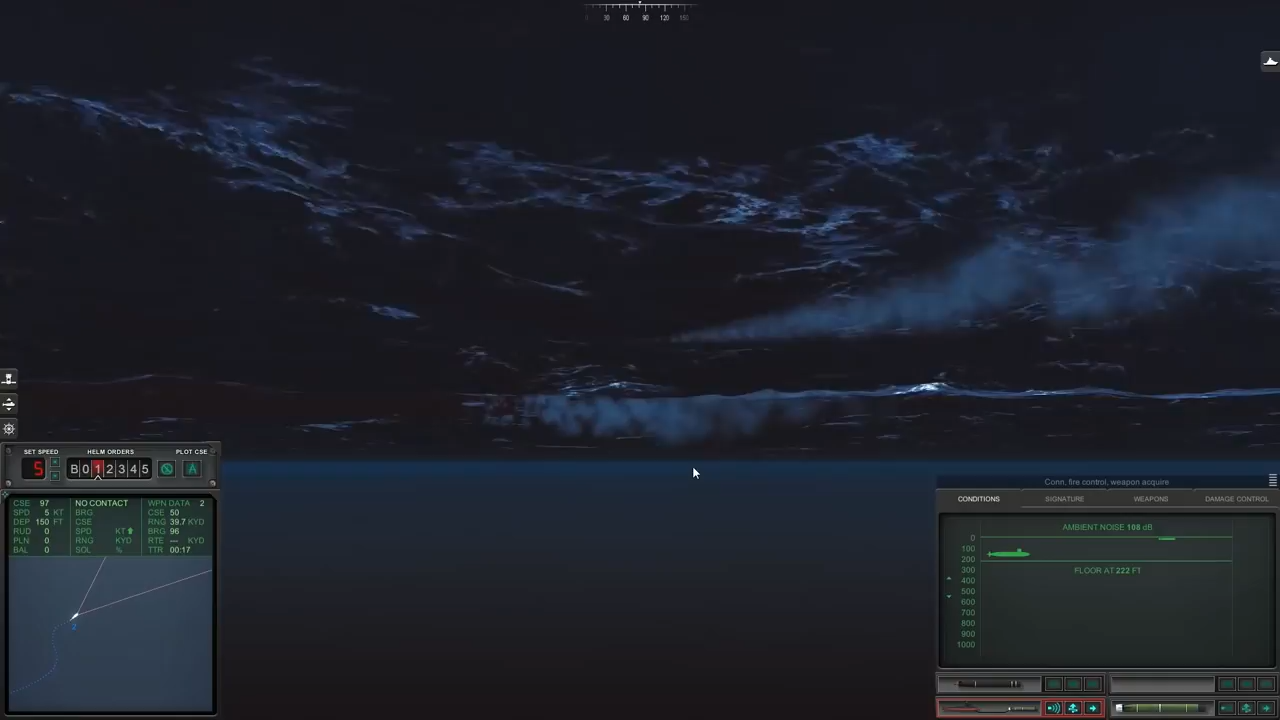 0 30 60 90 120 150
SET SPEED HELM ORDERS PLOT CSE
5 B 0 1 2 3 4 5 A
CSE 97 NO CONTACT WPN DATA 2
SPD 5 KT BRG CSE 50
DEP 150 FT CSE RNG 39.7 KYD
RUD 0 SPD KT BRG 96
PLN 0 RNG KYD RTE --- KYD
BAL 0 SOL % TTR 00:17
2
Conn, fire control, weapon acquire
CONDITIONS SIGNATURE WEAPONS DAMAGE CONTROL
AMBIENT NOISE 108 dB
0
100
200
300 FLOOR AT 222 FT
400
500
600
700
800
900
1000